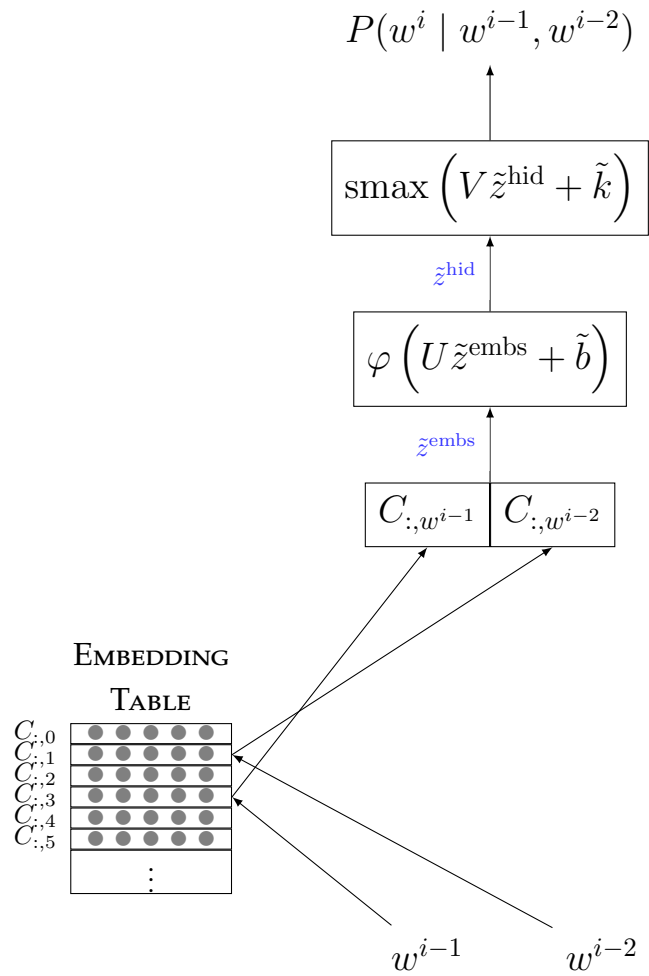 P(w^i | w^{i−1}, w^{i−2})
smax (V z̃^hid + k̃)
z̃^hid
φ (U z̃^embs + b̃)
z̃^embs
C_{:,w^{i−1}} C_{:,w^{i−2}}
EMBEDDING
TABLE
C_{:,0}
C_{:,1}
C_{:,2}
C_{:,3}
C_{:,4}
C_{:,5}
⋮
w^{i−1} w^{i−2}